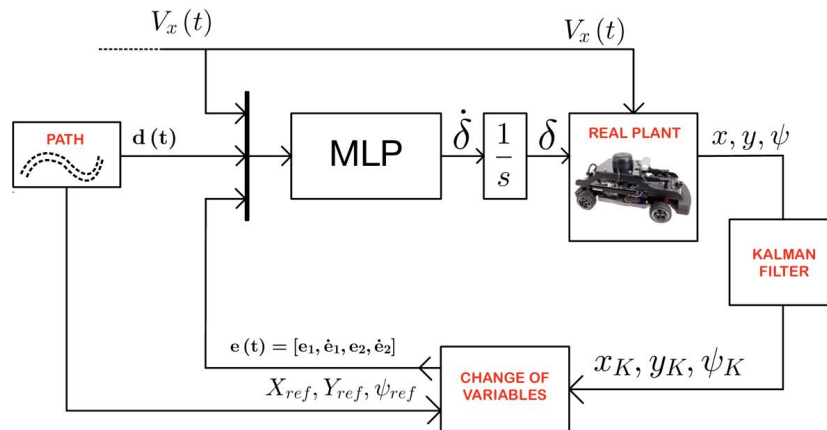 V_x (t)
V_x (t)
PATH
d (t)
MLP
δ̇
1
s
δ
REAL PLANT
x, y, ψ
KALMAN
FILTER
e (t) = [e₁, ė₁, e₂, ė₂]
X_ref, Y_ref, ψ_ref
CHANGE OF
VARIABLES
x_K, y_K, ψ_K